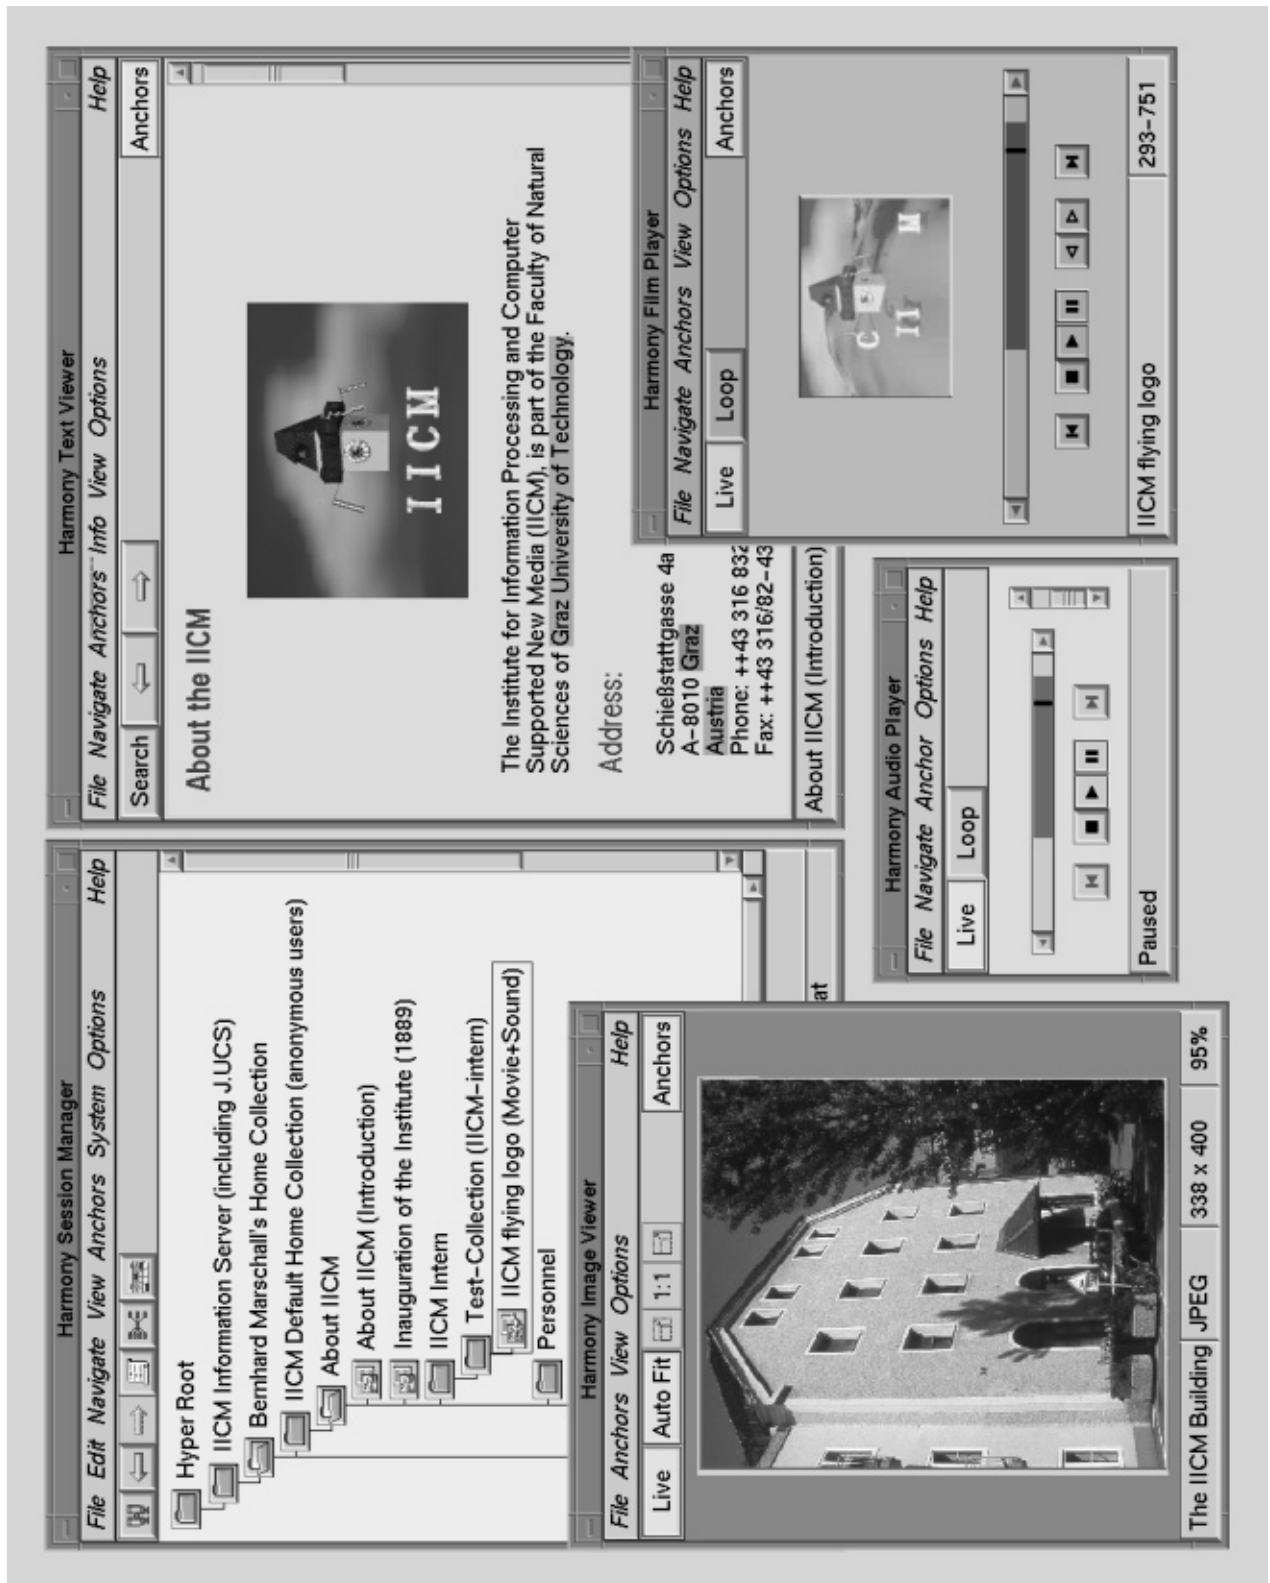 Harmony Session Manager
File Edit Navigate View Anchors System Options Help
Hyper Root
IICM Information Server (including J.UCS)
Bernhard Marschall's Home Collection
IICM Default Home Collection (anonymous users)
About IICM
About IICM (Introduction)
Inauguration of the Institute (1889)
IICM Intern
Test-Collection (IICM-intern)
IICM flying logo (Movie+Sound)
Personnel
at
Harmony Text Viewer
File Navigate Anchors Info View Options Help
Search Anchors
About the IICM
I I C M
The Institute for Information Processing and Computer
Supported New Media (IICM), is part of the Faculty of Natural
Sciences of Graz University of Technology.
Address:
Schießstattgasse 4a
A-8010 Graz
Austria
Phone: ++43 316 832
Fax: ++43 316/82-43
About IICM (Introduction)
Harmony Image Viewer
File Anchors View Options Help
Live Auto Fit 1:1 Anchors
The IICM Building JPEG 338 x 400 95%
Harmony Audio Player
File Navigate Anchor Options Help
Live Loop
Paused
Harmony Film Player
File Navigate Anchors View Options Help
Live Loop Anchors
C
II M
IICM flying logo 293-751